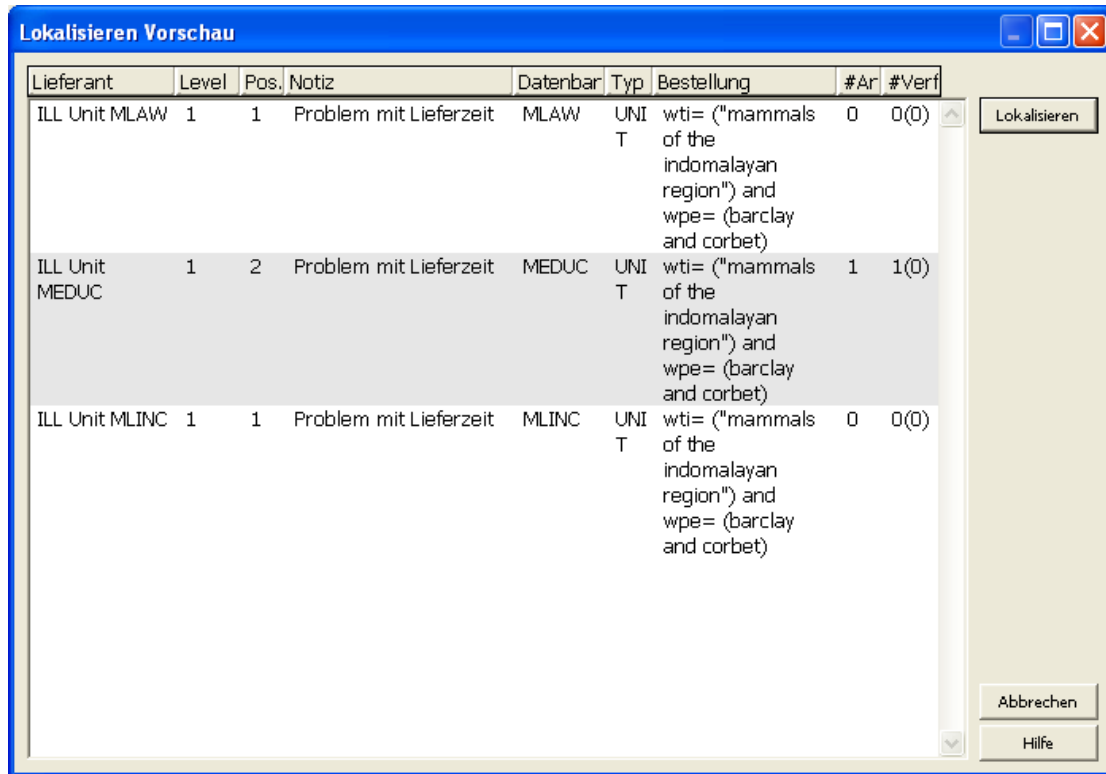 Lokalisieren Vorschau
Lieferant Level Pos. Notiz Datenbar Typ Bestellung #Ar #Verf
ILL Unit MLAW 1 1 Problem mit Lieferzeit MLAW UNI wti= ("mammals 0 0(0)
T of the
indomalayan
region") and
wpe= (barclay
and corbet)
ILL Unit 1 2 Problem mit Lieferzeit MEDUC UNI wti= ("mammals 1 1(0)
MEDUC T of the
indomalayan
region") and
wpe= (barclay
and corbet)
ILL Unit MLINC 1 1 Problem mit Lieferzeit MLINC UNI wti= ("mammals 0 0(0)
T of the
indomalayan
region") and
wpe= (barclay
and corbet)
Lokalisieren
Abbrechen
Hilfe